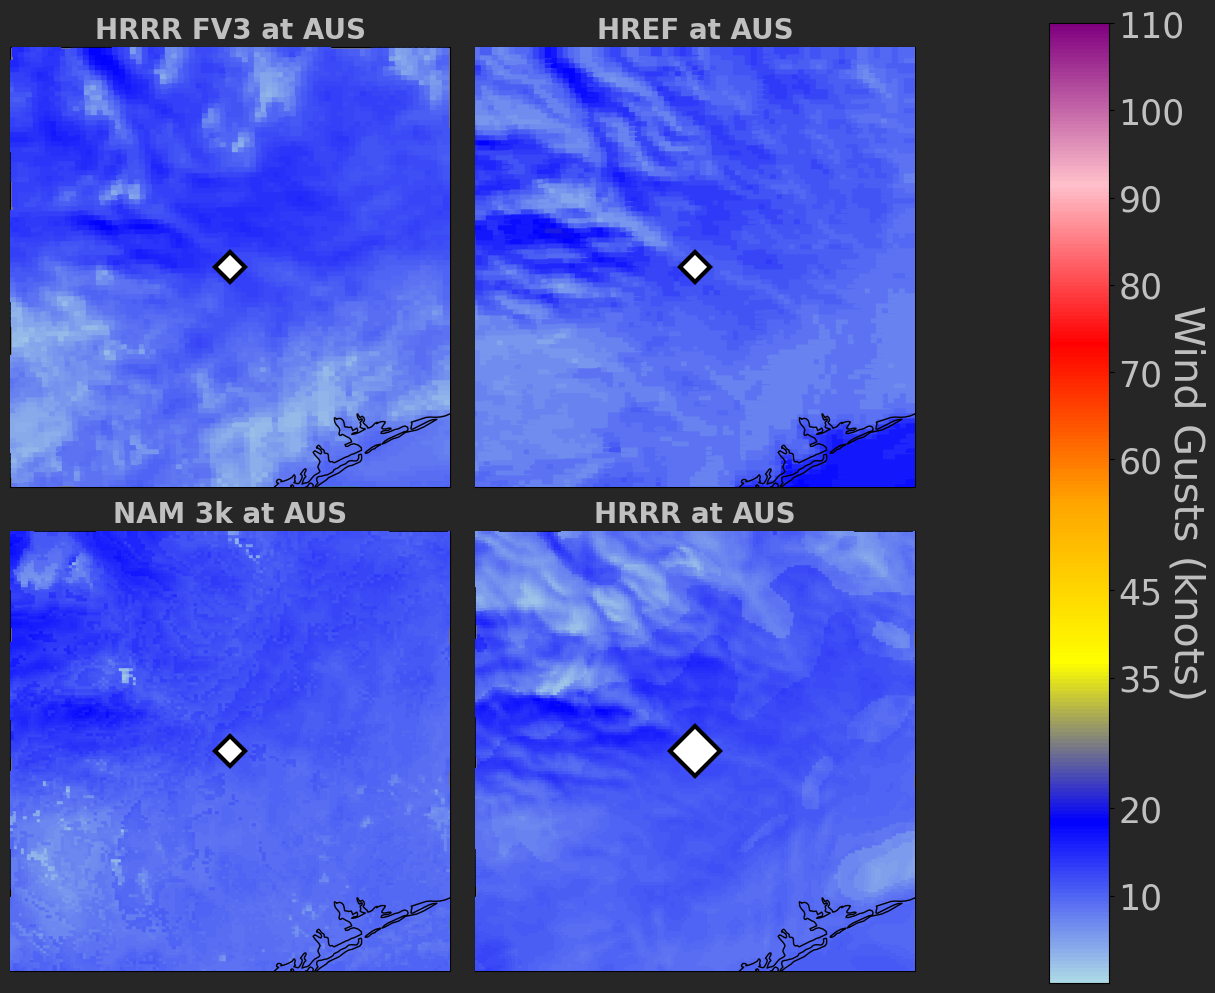 HRRR FV3 at AUS
HREF at AUS
NAM 3k at AUS
HRRR at AUS
110
100
90
80
70
60
45
35
20
10
Wind Gusts (knots)